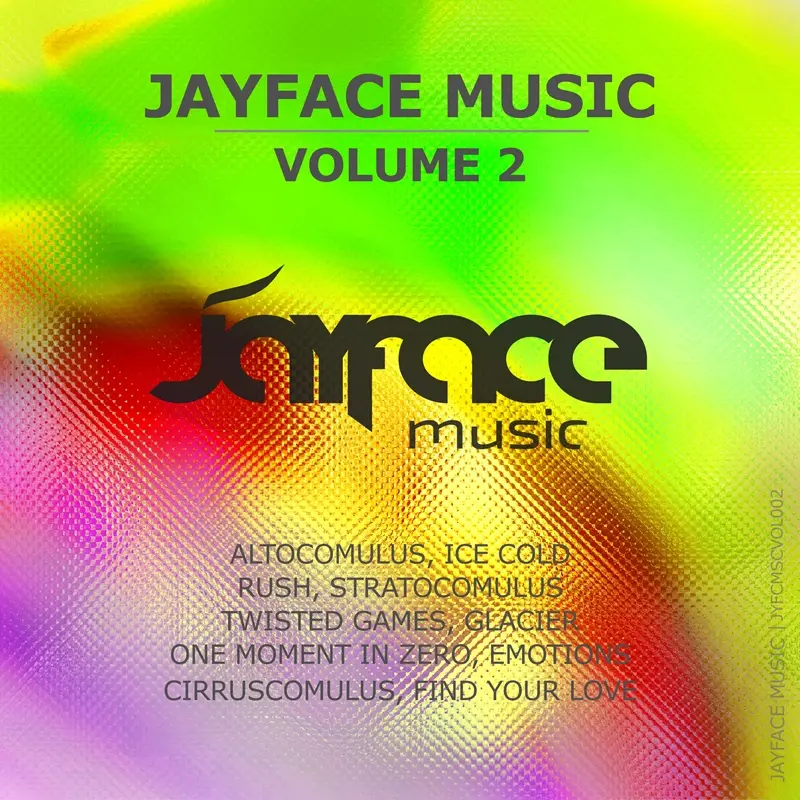 JAYFACE MUSIC
VOLUME 2
jayface
music
ALTOCOMULUS, ICE COLD
RUSH, STRATOCOMULUS
TWISTED GAMES, GLACIER
ONE MOMENT IN ZERO, EMOTIONS
CIRRUSCOMULUS, FIND YOUR LOVE
JAYFACE MUSIC | JYFCMSCVOL002